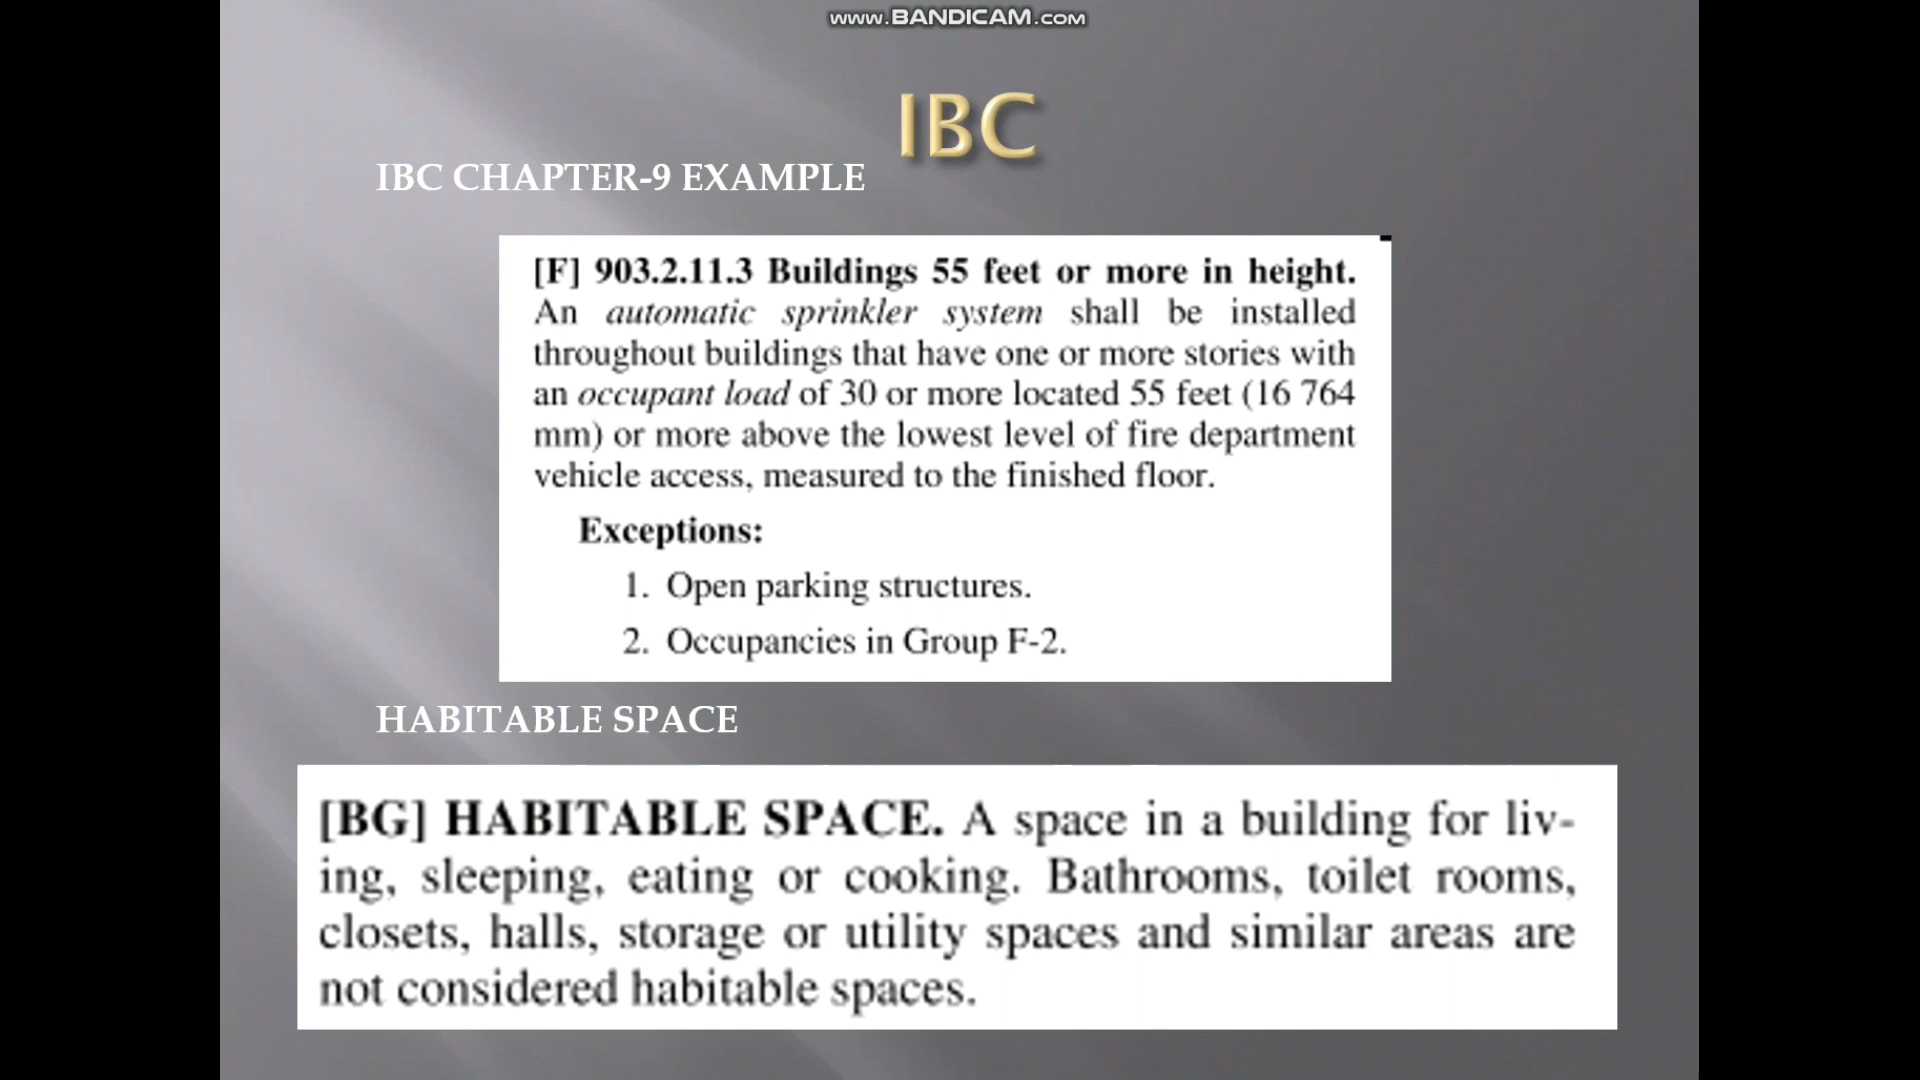 www.BANDICAM.com
IBC
IBC CHAPTER-9 EXAMPLE
[F] 903.2.11.3 Buildings 55 feet or more in height.
An automatic sprinkler system shall be installed
throughout buildings that have one or more stories with
an occupant load of 30 or more located 55 feet (16 764
mm) or more above the lowest level of fire department
vehicle access, measured to the finished floor.
Exceptions:
1. Open parking structures.
2. Occupancies in Group F-2.
HABITABLE SPACE
[BG] HABITABLE SPACE. A space in a building for liv-
ing, sleeping, eating or cooking. Bathrooms, toilet rooms,
closets, halls, storage or utility spaces and similar areas are
not considered habitable spaces.